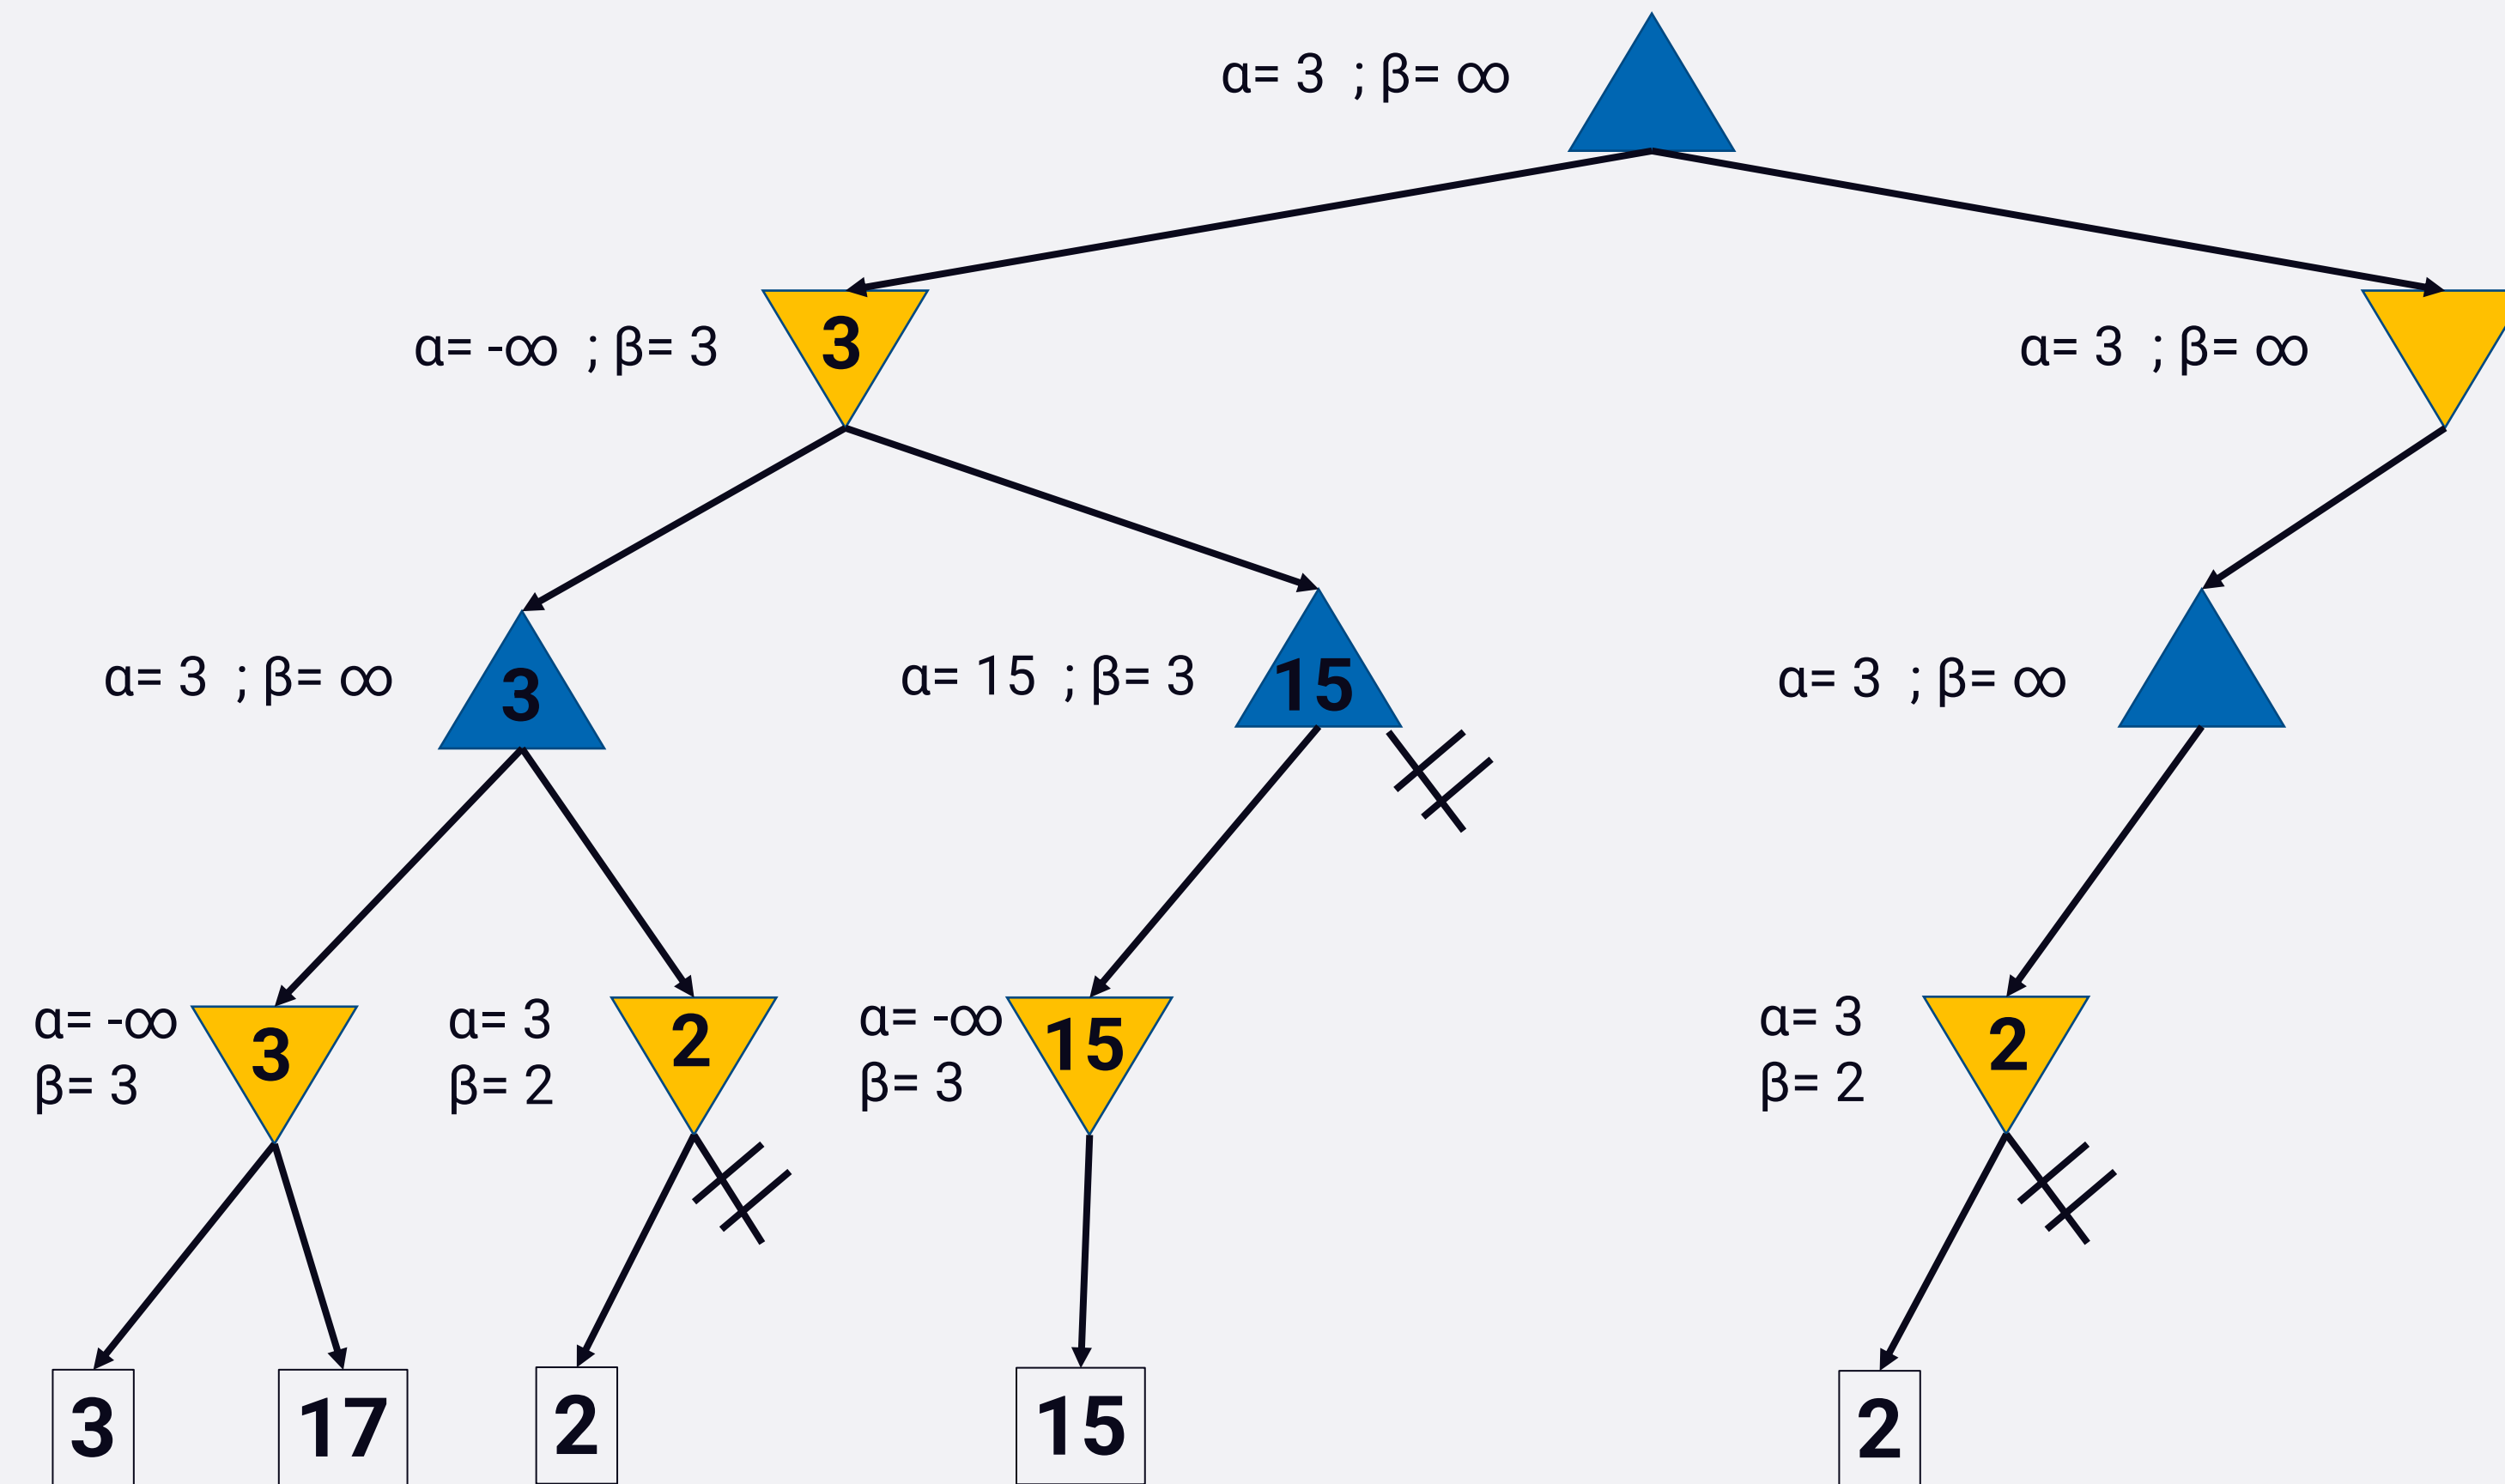 α= 3 ; β= ∞
α= -∞ ; β= 3
3
α= 3 ; β= ∞
α= 3 ; β= ∞
3
α= 15 ; β= 3
15
α= 3 ; β= ∞
α= -∞
β= 3
3
α= 3
β= 2
2
α= -∞
β= 3
15
α= 3
β= 2
2
3
17
2
15
2